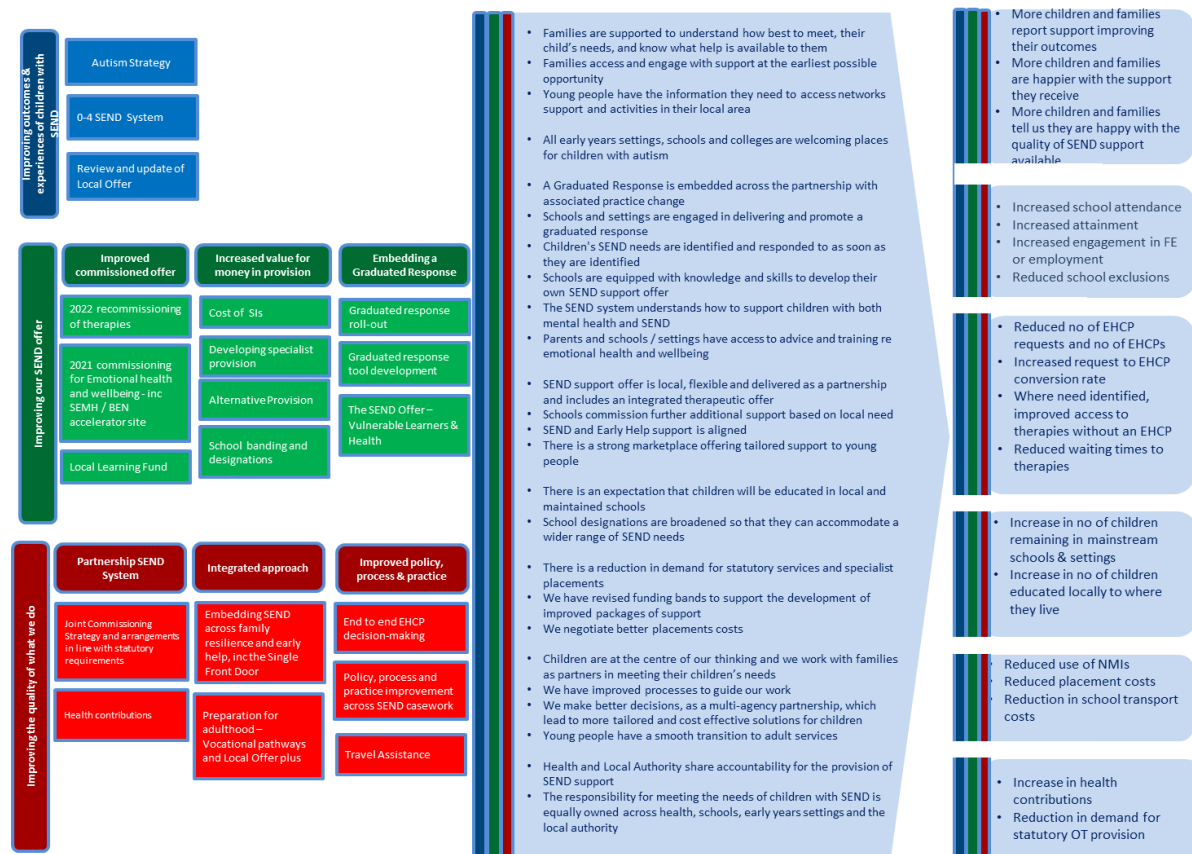 Improving outcomes &
experiences of children with
SEND
Autism Strategy
0-4 SEND System
Review and update of
Local Offer
Improving our SEND offer
Improved
commissioned offer
2022 recommissioning
of therapies
2021 commissioning
for Emotional health
and wellbeing - inc
SEMH / BEN
accelerator site
Local Learning Fund
Increased value for
money in provision
Cost of SIs
Developing specialist
provision
Alternative Provision
School banding and
designations
Embedding a
Graduated Response
Graduated response
roll-out
Graduated response
tool development
The SEND Offer –
Vulnerable Learners &
Health
Improving the quality of what we do
Partnership SEND
System
Joint Commissioning
Strategy and arrangements
in line with statutory
requirements
Health contributions
Integrated approach
Embedding SEND
across family
resilience and early
help, inc the Single
Front Door
Preparation for
adulthood –
Vocational pathways
and Local Offer plus
Improved policy,
process & practice
End to end EHCP
decision-making
Policy, process and
practice improvement
across SEND casework
Travel Assistance
• Families are supported to understand how best to meet, their
child's needs, and know what help is available to them
• Families access and engage with support at the earliest possible
opportunity
• Young people have the information they need to access networks
support and activities in their local area
• All early years settings, schools and colleges are welcoming places
for children with autism
• A Graduated Response is embedded across the partnership with
associated practice change
• Schools and settings are engaged in delivering and promote a
graduated response
• Children's SEND needs are identified and responded to as soon as
they are identified
• Schools are equipped with knowledge and skills to develop their
own SEND support offer
• The SEND system understands how to support children with both
mental health and SEND
• Parents and schools / settings have access to advice and training re
emotional health and wellbeing
• SEND support offer is local, flexible and delivered as a partnership
and includes an integrated therapeutic offer
• Schools commission further additional support based on local need
• SEND and Early Help support is aligned
• There is a strong marketplace offering tailored support to young
people
• There is an expectation that children will be educated in local and
maintained schools
• School designations are broadened so that they can accommodate a
wider range of SEND needs
• There is a reduction in demand for statutory services and specialist
placements
• We have revised funding bands to support the development of
improved packages of support
• We negotiate better placements costs
• Children are at the centre of our thinking and we work with families
as partners in meeting their children's needs
• We have improved processes to guide our work
• We make better decisions, as a multi-agency partnership, which
lead to more tailored and cost effective solutions for children
• Young people have a smooth transition to adult services
• Health and Local Authority share accountability for the provision of
SEND support
• The responsibility for meeting the needs of children with SEND is
equally owned across health, schools, early years settings and the
local authority
• More children and families
report support improving
their outcomes
• More children and families
are happier with the support
they receive
• More children and families
tell us they are happy with the
quality of SEND support
available
• Increased school attendance
• Increased attainment
• Increased engagement in FE
or employment
• Reduced school exclusions
• Reduced no of EHCP
requests and no of EHCPs
• Increased request to EHCP
conversion rate
• Where need identified,
improved access to
therapies without an EHCP
• Reduced waiting times to
therapies
• Increase in no of children
remaining in mainstream
schools & settings
• Increase in no of children
educated locally to where
they live
• Reduced use of NMIs
• Reduced placement costs
• Reduction in school transport
costs
• Increase in health
contributions
• Reduction in demand for
statutory OT provision